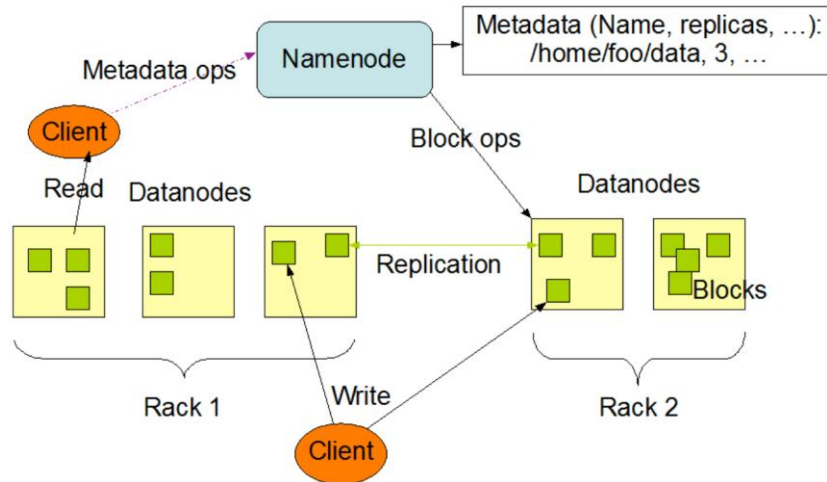 Metadata (Name, replicas, …):
/home/foo/data, 3, …
Namenode
Metadata ops
Client
Block ops
Read
Datanodes
Datanodes
Replication
Blocks
Rack 1
Write
Rack 2
Client